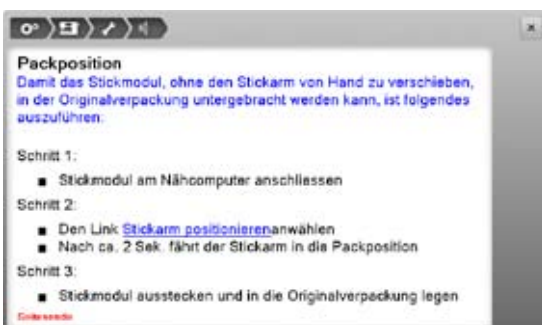 Packposition
Damit das Stickmodul, ohne den Stickarm von Hand zu verschieben,
in der Originalverpackung untergebracht werden kann, ist folgendes
auszuführen:
Schritt 1:
■ Stickmodul am Nähcomputer anschliessen
Schritt 2:
■ Den Link Stickarm positionierenanwählen
■ Nach ca. 2 Sek. fährt der Stickarm in die Packposition
Schritt 3:
■ Stickmodul ausstecken und in die Originalverpackung legen
Seitenende